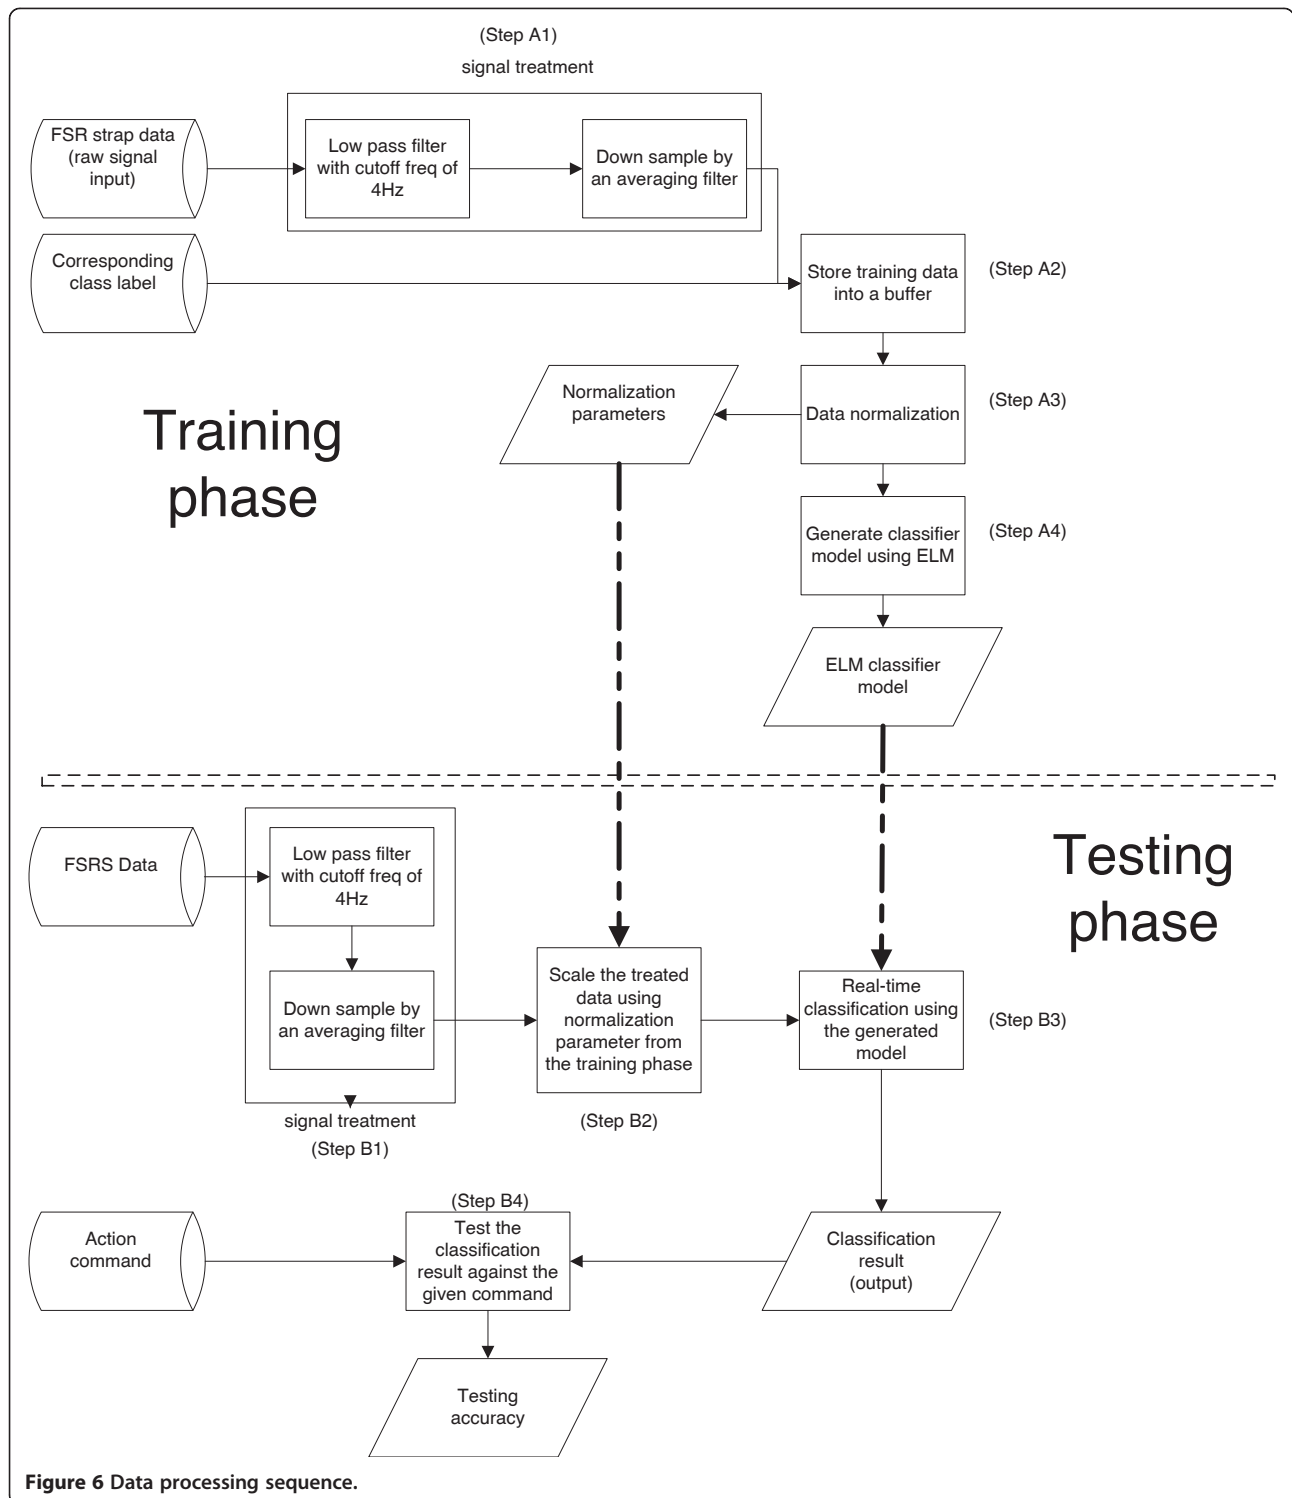 (Step A1)
signal treatment
FSR strap data
(raw signal
input)
Low pass filter
with cutoff freq of
4Hz
Down sample by
an averaging filter
Corresponding
class label
Store training data
into a buffer
(Step A2)
Normalization
parameters
Data normalization
(Step A3)
Training
phase
Generate classifier
model using ELM
(Step A4)
ELM classifier
model
FSRS Data
Low pass filter
with cutoff freq of
4Hz
Testing
phase
Down sample by
an averaging filter
Scale the treated
data using
normalization
parameter from
the training phase
Real-time
classification using
the generated
model
(Step B3)
signal treatment
(Step B1)
(Step B2)
(Step B4)
Action
command
Test the
classification
result against the
given command
Classification
result
(output)
Testing
accuracy
Figure 6 Data processing sequence.